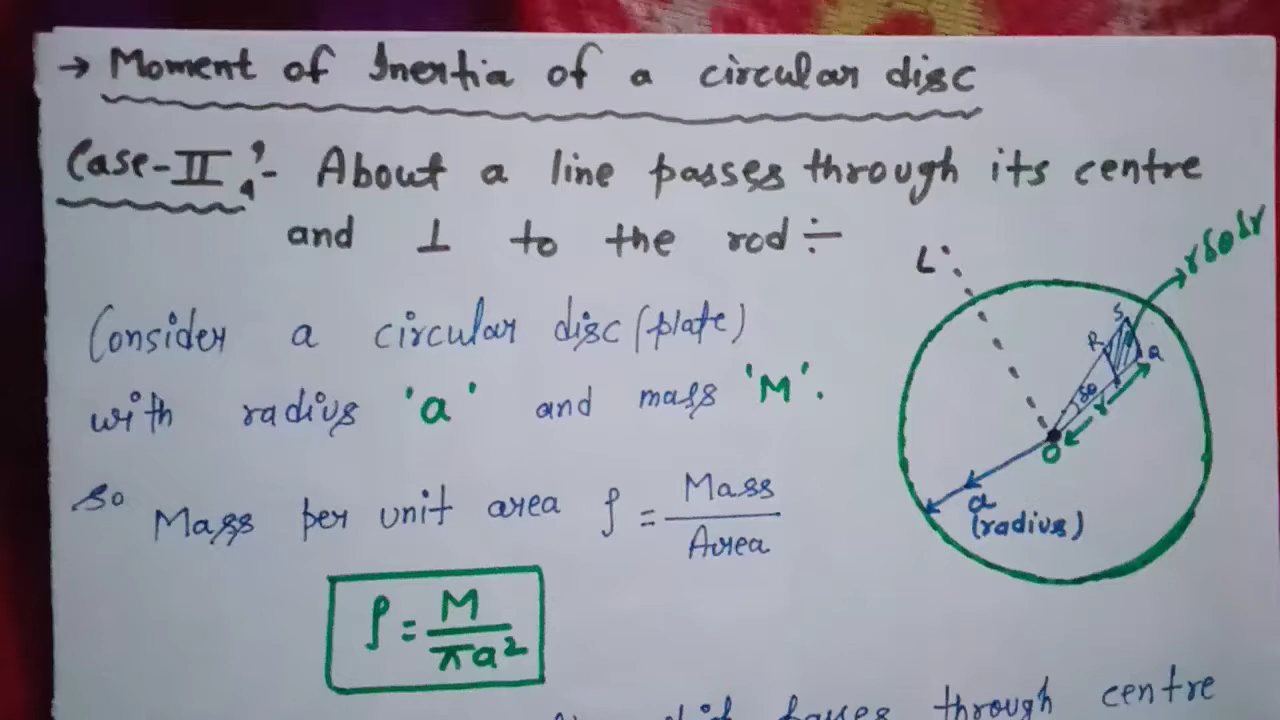 → Moment of Inertia of a circular disc
Case-II :- About a line passes through its centre
and ⊥ to the rod ÷
Consider a circular disc (plate)
with radius 'a' and mass 'M'.
so Mass per unit area ρ = Mass / Area
ρ = M / πa²
through centre
L
rδθδr
S
R
Q
δθ
r
O
a
(radius)